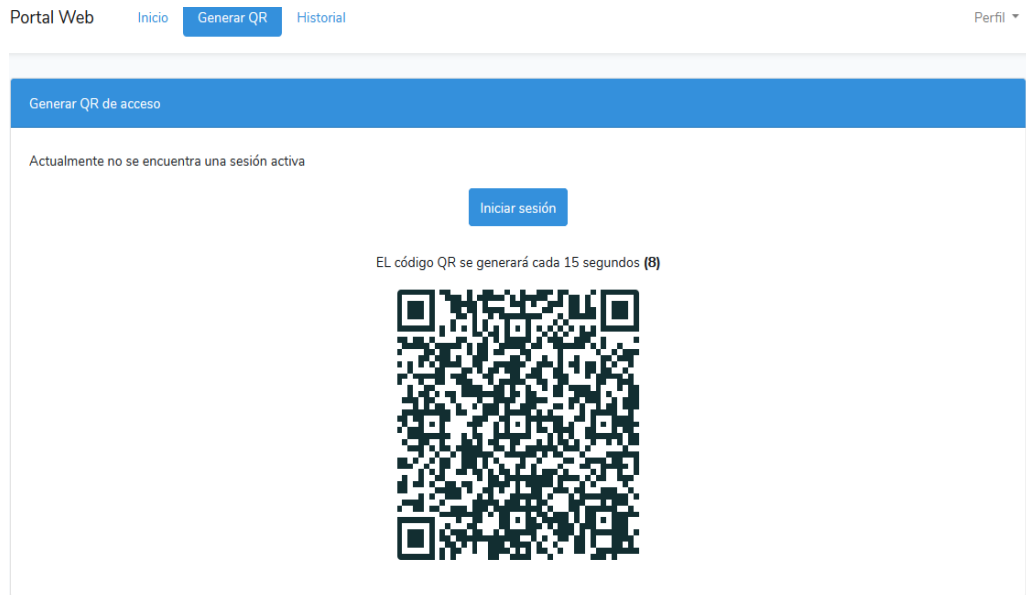 Portal Web Inicio Generar QR Historial Perfil
Generar QR de acceso
Actualmente no se encuentra una sesión activa
Iniciar sesión
EL código QR se generará cada 15 segundos (8)